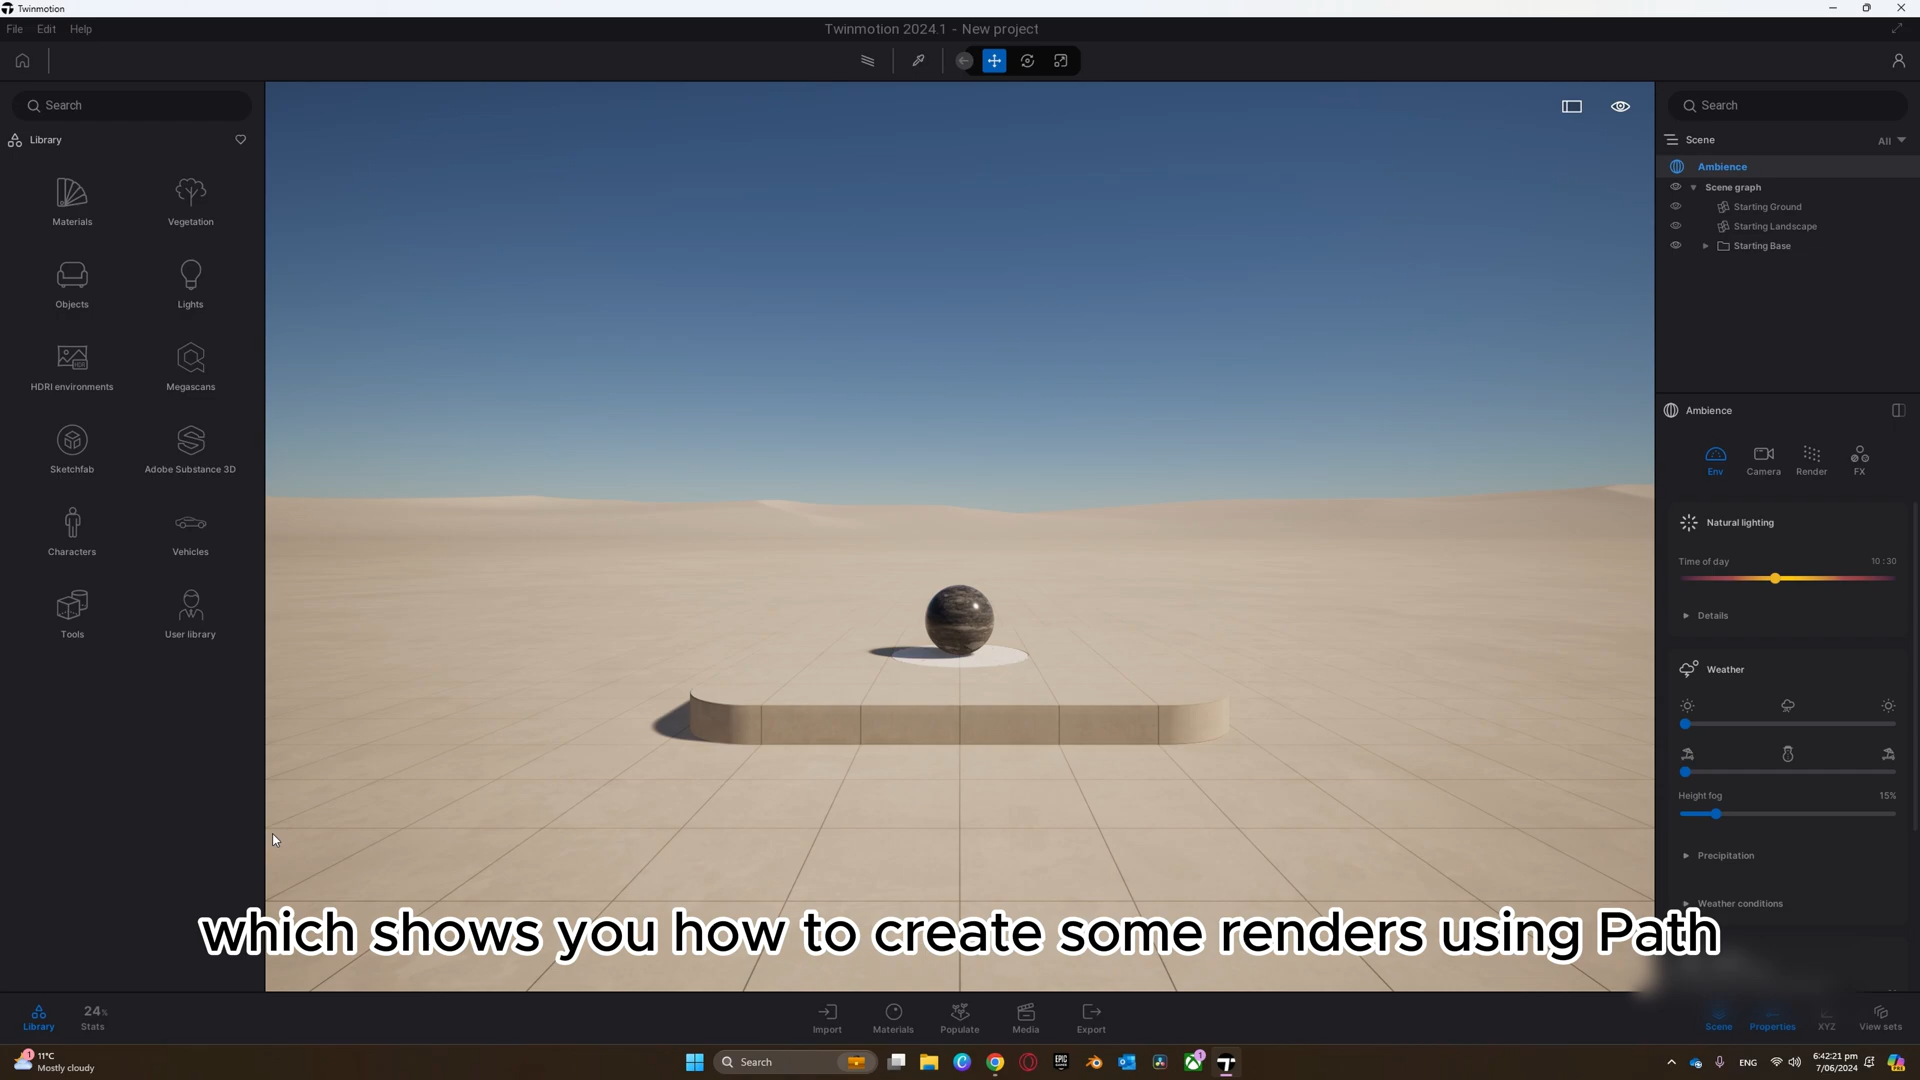 Twinmotion
File Edit Help
Twinmotion 2024.1 - New project
Search
Library
Materials
Vegetation
Objects
Lights
HDRI environments
Megascans
Sketchfab
Adobe Substance 3D
Characters
Vehicles
Tools
User library
Search
Scene
All
Ambience
Scene graph
Starting Ground
Starting Landscape
Starting Base
Ambience
Env
Camera
Render
FX
Natural lighting
Time of day
10:30
Details
Weather
Height fog
15%
Precipitation
Weather conditions
which shows you how to create some renders using Path
Library
24%
Stats
Import
Materials
Populate
Media
Export
Scene
Properties
XYZ
View sets
1
11°C
Mostly cloudy
Search
EPIC
1
ENG
6:42:21 pm
7/06/2024